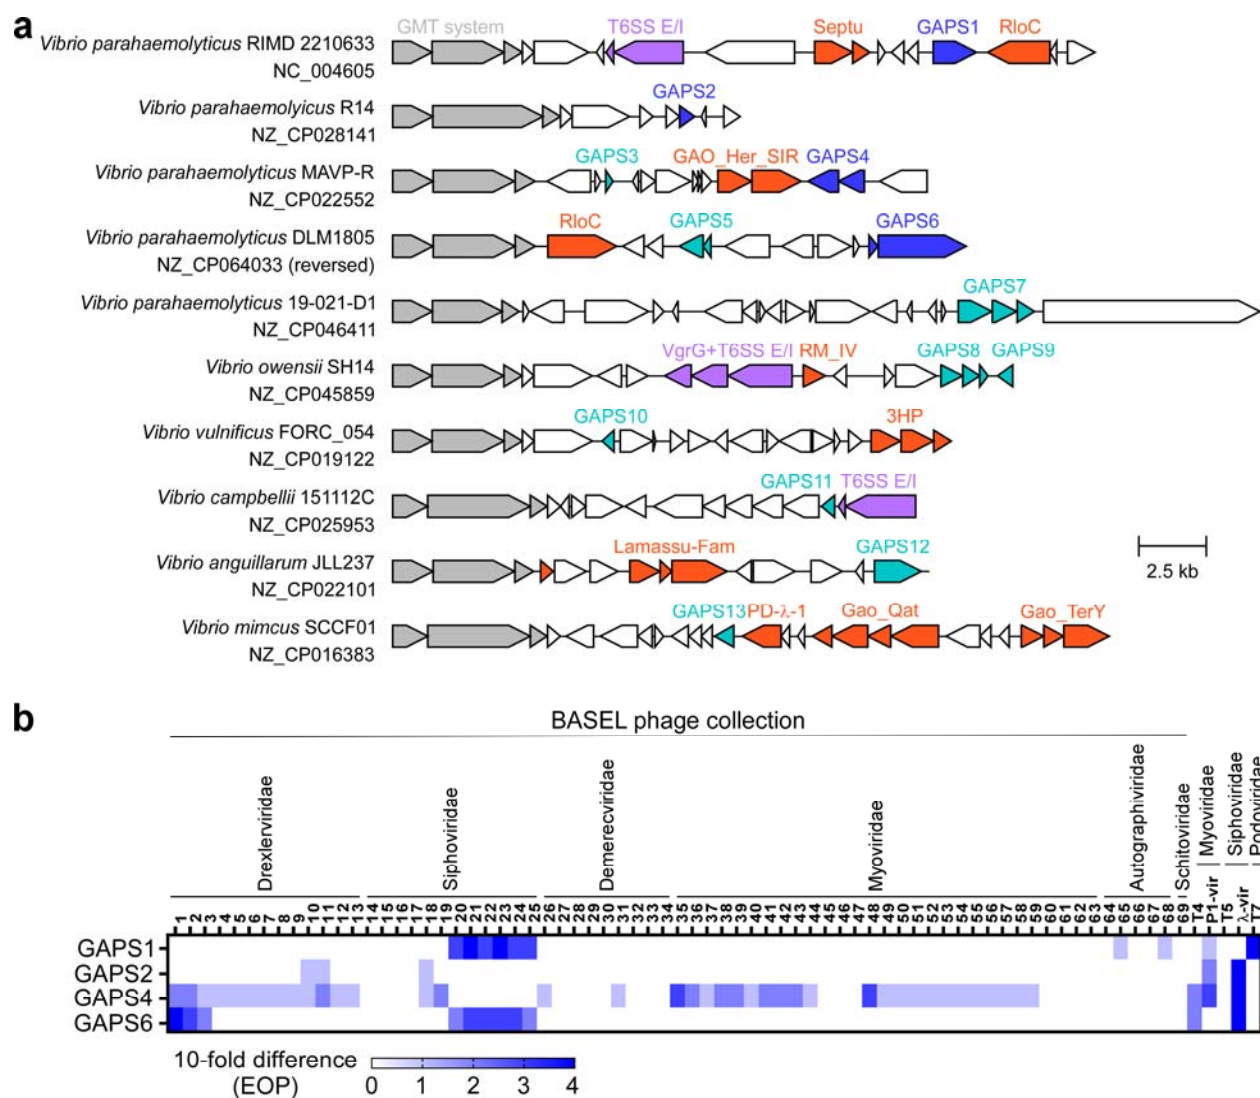 a
GMT system T6SS E/I Septu GAPS1 RloC
Vibrio parahaemolyticus RIMD 2210633
NC_004605
GAPS2
Vibrio parahaemolyicus R14
NZ_CP028141
GAPS3 GAO_Her_SIR GAPS4
Vibrio parahaemolyticus MAVP-R
NZ_CP022552
RloC GAPS5 GAPS6
Vibrio parahaemolyticus DLM1805
NZ_CP064033 (reversed)
GAPS7
Vibrio parahaemolyticus 19-021-D1
NZ_CP046411
VgrG+T6SS E/I RM_IV GAPS8 GAPS9
Vibrio owensii SH14
NZ_CP045859
GAPS10 3HP
Vibrio vulnificus FORC_054
NZ_CP019122
GAPS11 T6SS E/I
Vibrio campbellii 151112C
NZ_CP025953
Lamassu-Fam GAPS12
Vibrio anguillarum JLL237
NZ_CP022101
2.5 kb
GAPS13 PD-λ-1 Gao_Qat Gao_TerY
Vibrio mimcus SCCF01
NZ_CP016383
b
BASEL phage collection
Drexlerviridae Siphoviridae Demerecviridae Myoviridae Autographiviridae Schitoviridae Myoviridae Siphoviridae Podoviridae
1 2 3 4 5 6 7 8 9 10 11 12 13 14 15 16 17 18 19 20 21 22 23 24 25 26 27 28 29 30 31 32 33 34 35 36 37 38 39 40 41 42 43 44 45 46 47 48 49 50 51 52 53 54 55 56 57 58 59 60 61 62 63 64 65 66 67 68 69 T4 P1-vir T5 λ-vir T7
GAPS1
GAPS2
GAPS4
GAPS6
10-fold difference
(EOP)
0 1 2 3 4